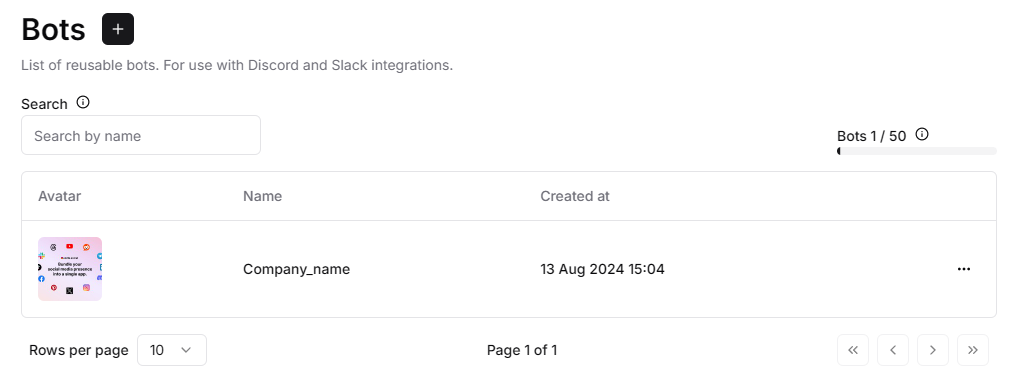 Bots
List of reusable bots. For use with Discord and Slack integrations.
Search
Search by name
Bots 1 / 50
Avatar Name Created at
Bundle your
social media presence
into a single app.
Company_name 13 Aug 2024 15:04
Rows per page 10 Page 1 of 1